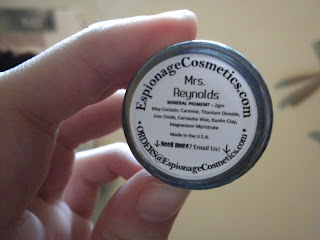 EspionageCosmetics.com
Mrs.
Reynolds
MINERAL PIGMENT - 2gm
May Contain: Carmine, Titanium Dioxide,
Iron Oxide, Carnauba Wax, Kaolin Clay,
Magnesium Myristrate
Made in the U.S.A.
↓Need more? Email Us! ↓
• ORDERS@EspionageCosmetics.com •